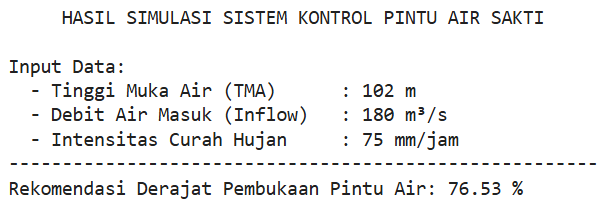 HASIL SIMULASI SISTEM KONTROL PINTU AIR SAKTI
Input Data:
- Tinggi Muka Air (TMA) : 102 m
- Debit Air Masuk (Inflow) : 180 m³/s
- Intensitas Curah Hujan : 75 mm/jam
--------------------------------------------------------
Rekomendasi Derajat Pembukaan Pintu Air: 76.53 %